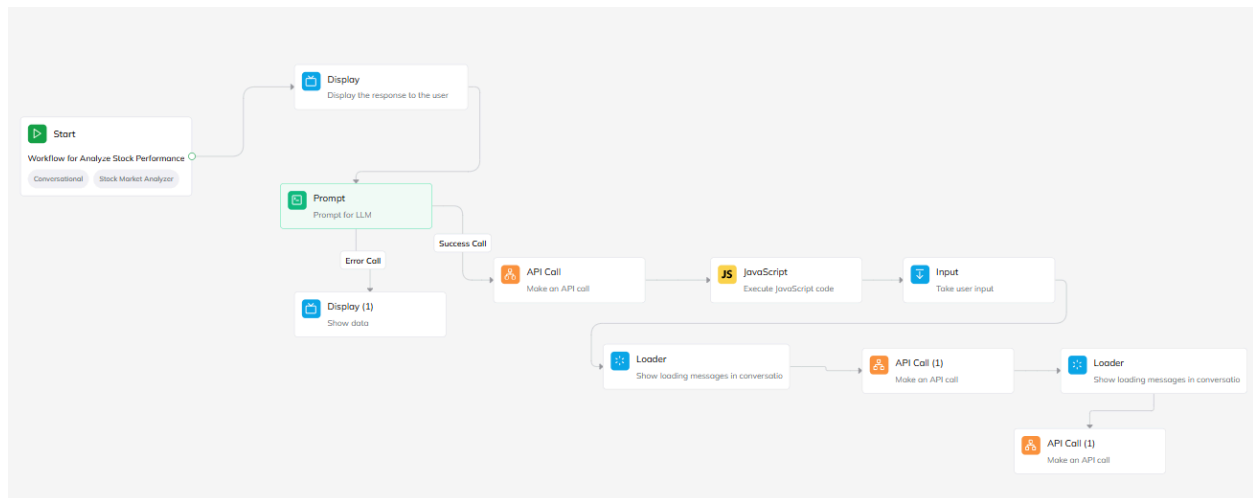 Display
Display the response to the user
Start
Workflow for Analyze Stock Performance
Conversational
Stock Market Analyzer
Prompt
Prompt for LLM
Success Call
Error Call
API Call
Make an API call
JS
JavaScript
Execute JavaScript code
Input
Take user input
Display (1)
Show data
Loader
Show loading messages in conversatio
API Call (1)
Make an API call
Loader
Show loading messages in conversatio
API Call (1)
Make an API call